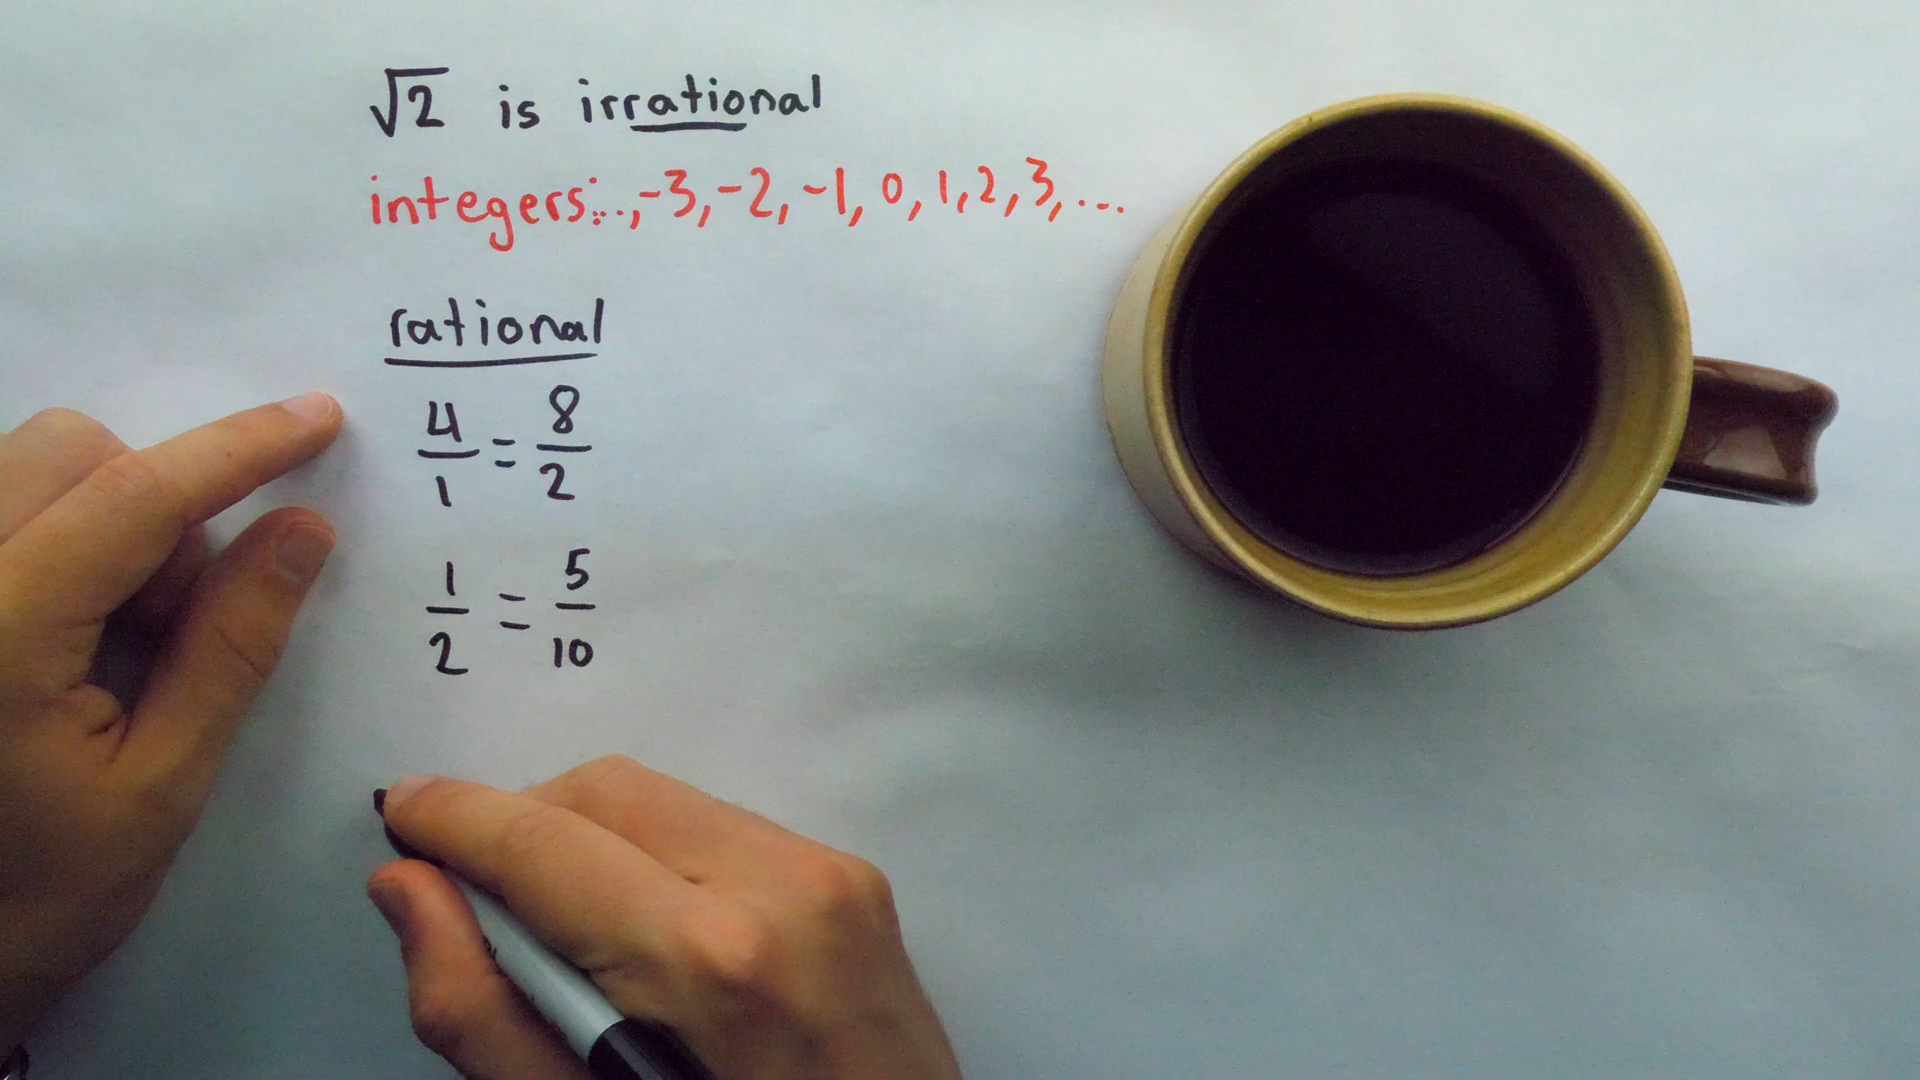 √2 is irrational
integers:...,-3,-2,-1,0,1,2,3,...
rational
4/1 = 8/2
1/2 = 5/10